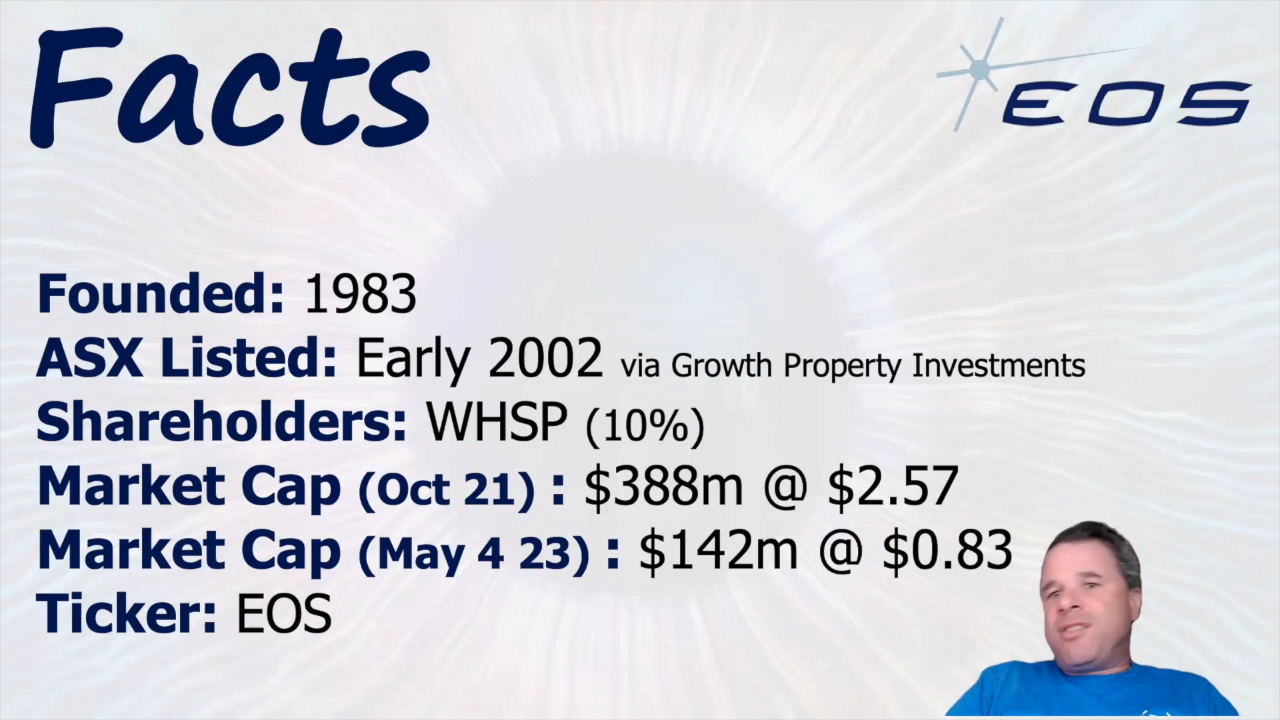 Facts
EOS
Founded: 1983
ASX Listed: Early 2002 via Growth Property Investments
Shareholders: WHSP (10%)
Market Cap (Oct 21) : $388m @ $2.57
Market Cap (May 4 23) : $142m @ $0.83
Ticker: EOS